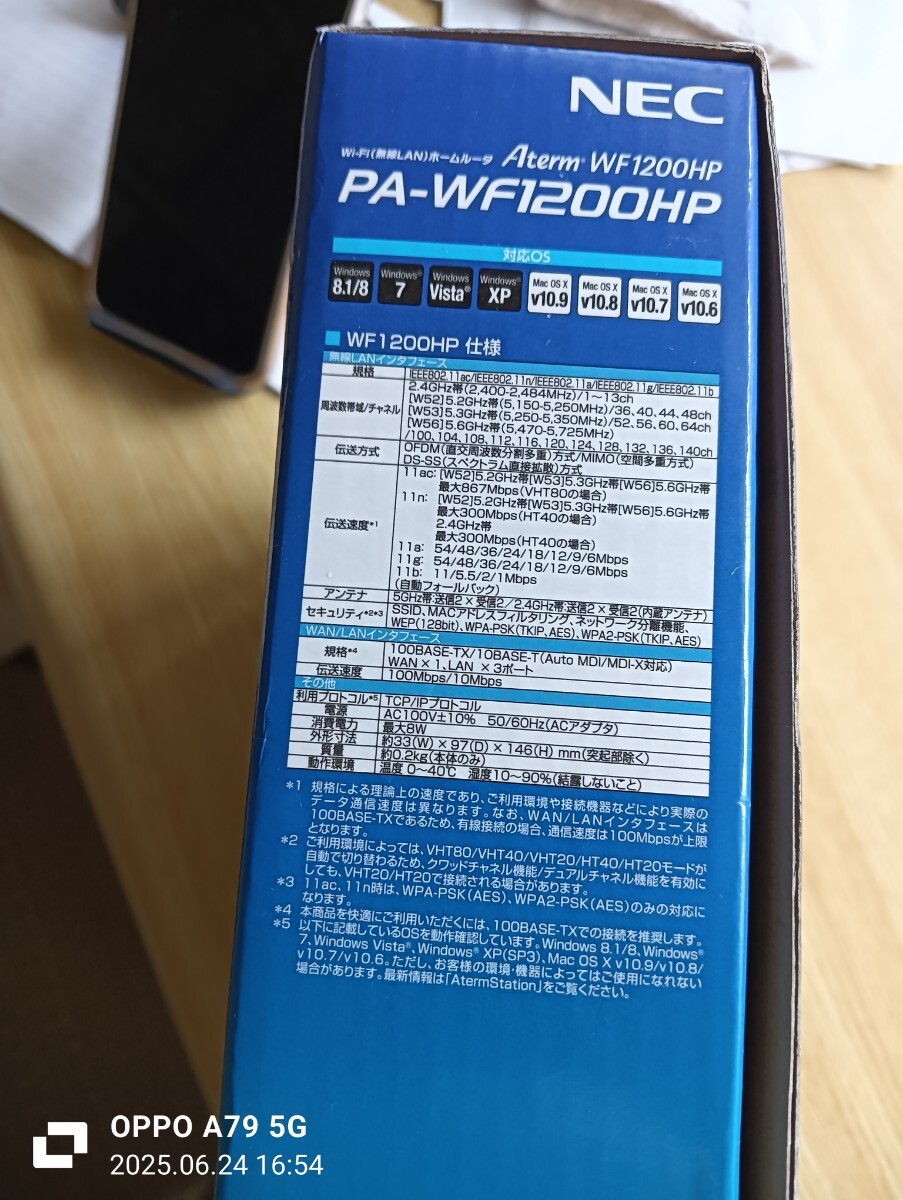 NEC
Wi-Fi(無線LAN)ホームルータ Aterm® WF1200HP
PA-WF1200HP
対応OS
Windows 8.1/8 Windows® 7 Windows Vista® Windows® XP Mac OS X v10.9 Mac OS X v10.8 Mac OS X v10.7 Mac OS X v10.6
■ WF1200HP 仕様
無線LANインタフェース
規格 IEEE802.11ac/IEEE802.11n/IEEE802.11a/IEEE802.11g/IEEE802.11b
周波数帯域/チャネル 2.4GHz帯(2,400-2,484MHz)/1~13ch
[W52]5.2GHz帯(5,150-5,250MHz)/36、40、44、48ch
[W53]5.3GHz帯(5,250-5,350MHz)/52、56、60、64ch
[W56]5.6GHz帯(5,470-5,725MHz)
/100、104、108、112、116、120、124、128、132、136、140ch
伝送方式 OFDM(直交周波数分割多重)方式/MIMO(空間多重方式)
DS-SS(スペクトラム直接拡散)方式
伝送速度*1 11ac: [W52]5.2GHz帯[W53]5.3GHz帯[W56]5.6GHz帯
最大867Mbps(VHT80の場合)
11n: [W52]5.2GHz帯[W53]5.3GHz帯[W56]5.6GHz帯
最大300Mbps(HT40の場合)
2.4GHz帯
最大300Mbps(HT40の場合)
11a: 54/48/36/24/18/12/9/6Mbps
11g: 54/48/36/24/18/12/9/6Mbps
11b: 11/5.5/2/1Mbps
(自動フォールバック)
アンテナ 5GHz帯:送信2×受信2/2.4GHz帯:送信2×受信2(内蔵アンテナ)
セキュリティ*2*3 SSID、MACアドレスフィルタリング、ネットワーク分離機能、
WEP(128bit)、WPA-PSK(TKIP、AES)、WPA2-PSK(TKIP、AES)
WAN/LANインタフェース
規格*4 100BASE-TX/10BASE-T(Auto MDI/MDI-X対応)
WAN×1、LAN ×3ポート
伝送速度 100Mbps/10Mbps
その他
利用プロトコル*5 TCP/IPプロトコル
電源 AC100V±10% 50/60Hz(ACアダプタ)
消費電力 最大8W
外形寸法 約33(W)×97(D)×146(H) mm(突起部除く)
質量 約0.2kg(本体のみ)
動作環境 温度 0~40℃ 湿度10~90%(結露しないこと)
*1 規格による理論上の速度であり、ご利用環境や接続機器などにより実際の
データ通信速度は異なります。なお、WAN/LANインタフェースは
100BASE-TXであるため、有線接続の場合、通信速度は100Mbpsが上限
となります。
*2 ご利用環境によっては、VHT80/VHT40/VHT20/HT40/HT20モードが
自動で切り替わるため、クワッドチャネル機能/デュアルチャネル機能を有効に
しても、VHT20/HT20で接続される場合があります。
*3 11ac、11n時は、WPA-PSK(AES)、WPA2-PSK(AES)のみの対応に
なります。
*4 本商品を快適にご利用いただくには、100BASE-TXでの接続を推奨します。
*5 以下に記載しているOSを動作確認しています。Windows 8.1/8、Windows®
7、Windows Vista®、Windows® XP(SP3)、Mac OS X v10.9/v10.8/
v10.7/v10.6。ただし、お客様の環境・機器によってはご使用になれない
場合があります。最新情報は「AtermStation」をご覧ください。
OPPO A79 5G
2025.06.24 16:54